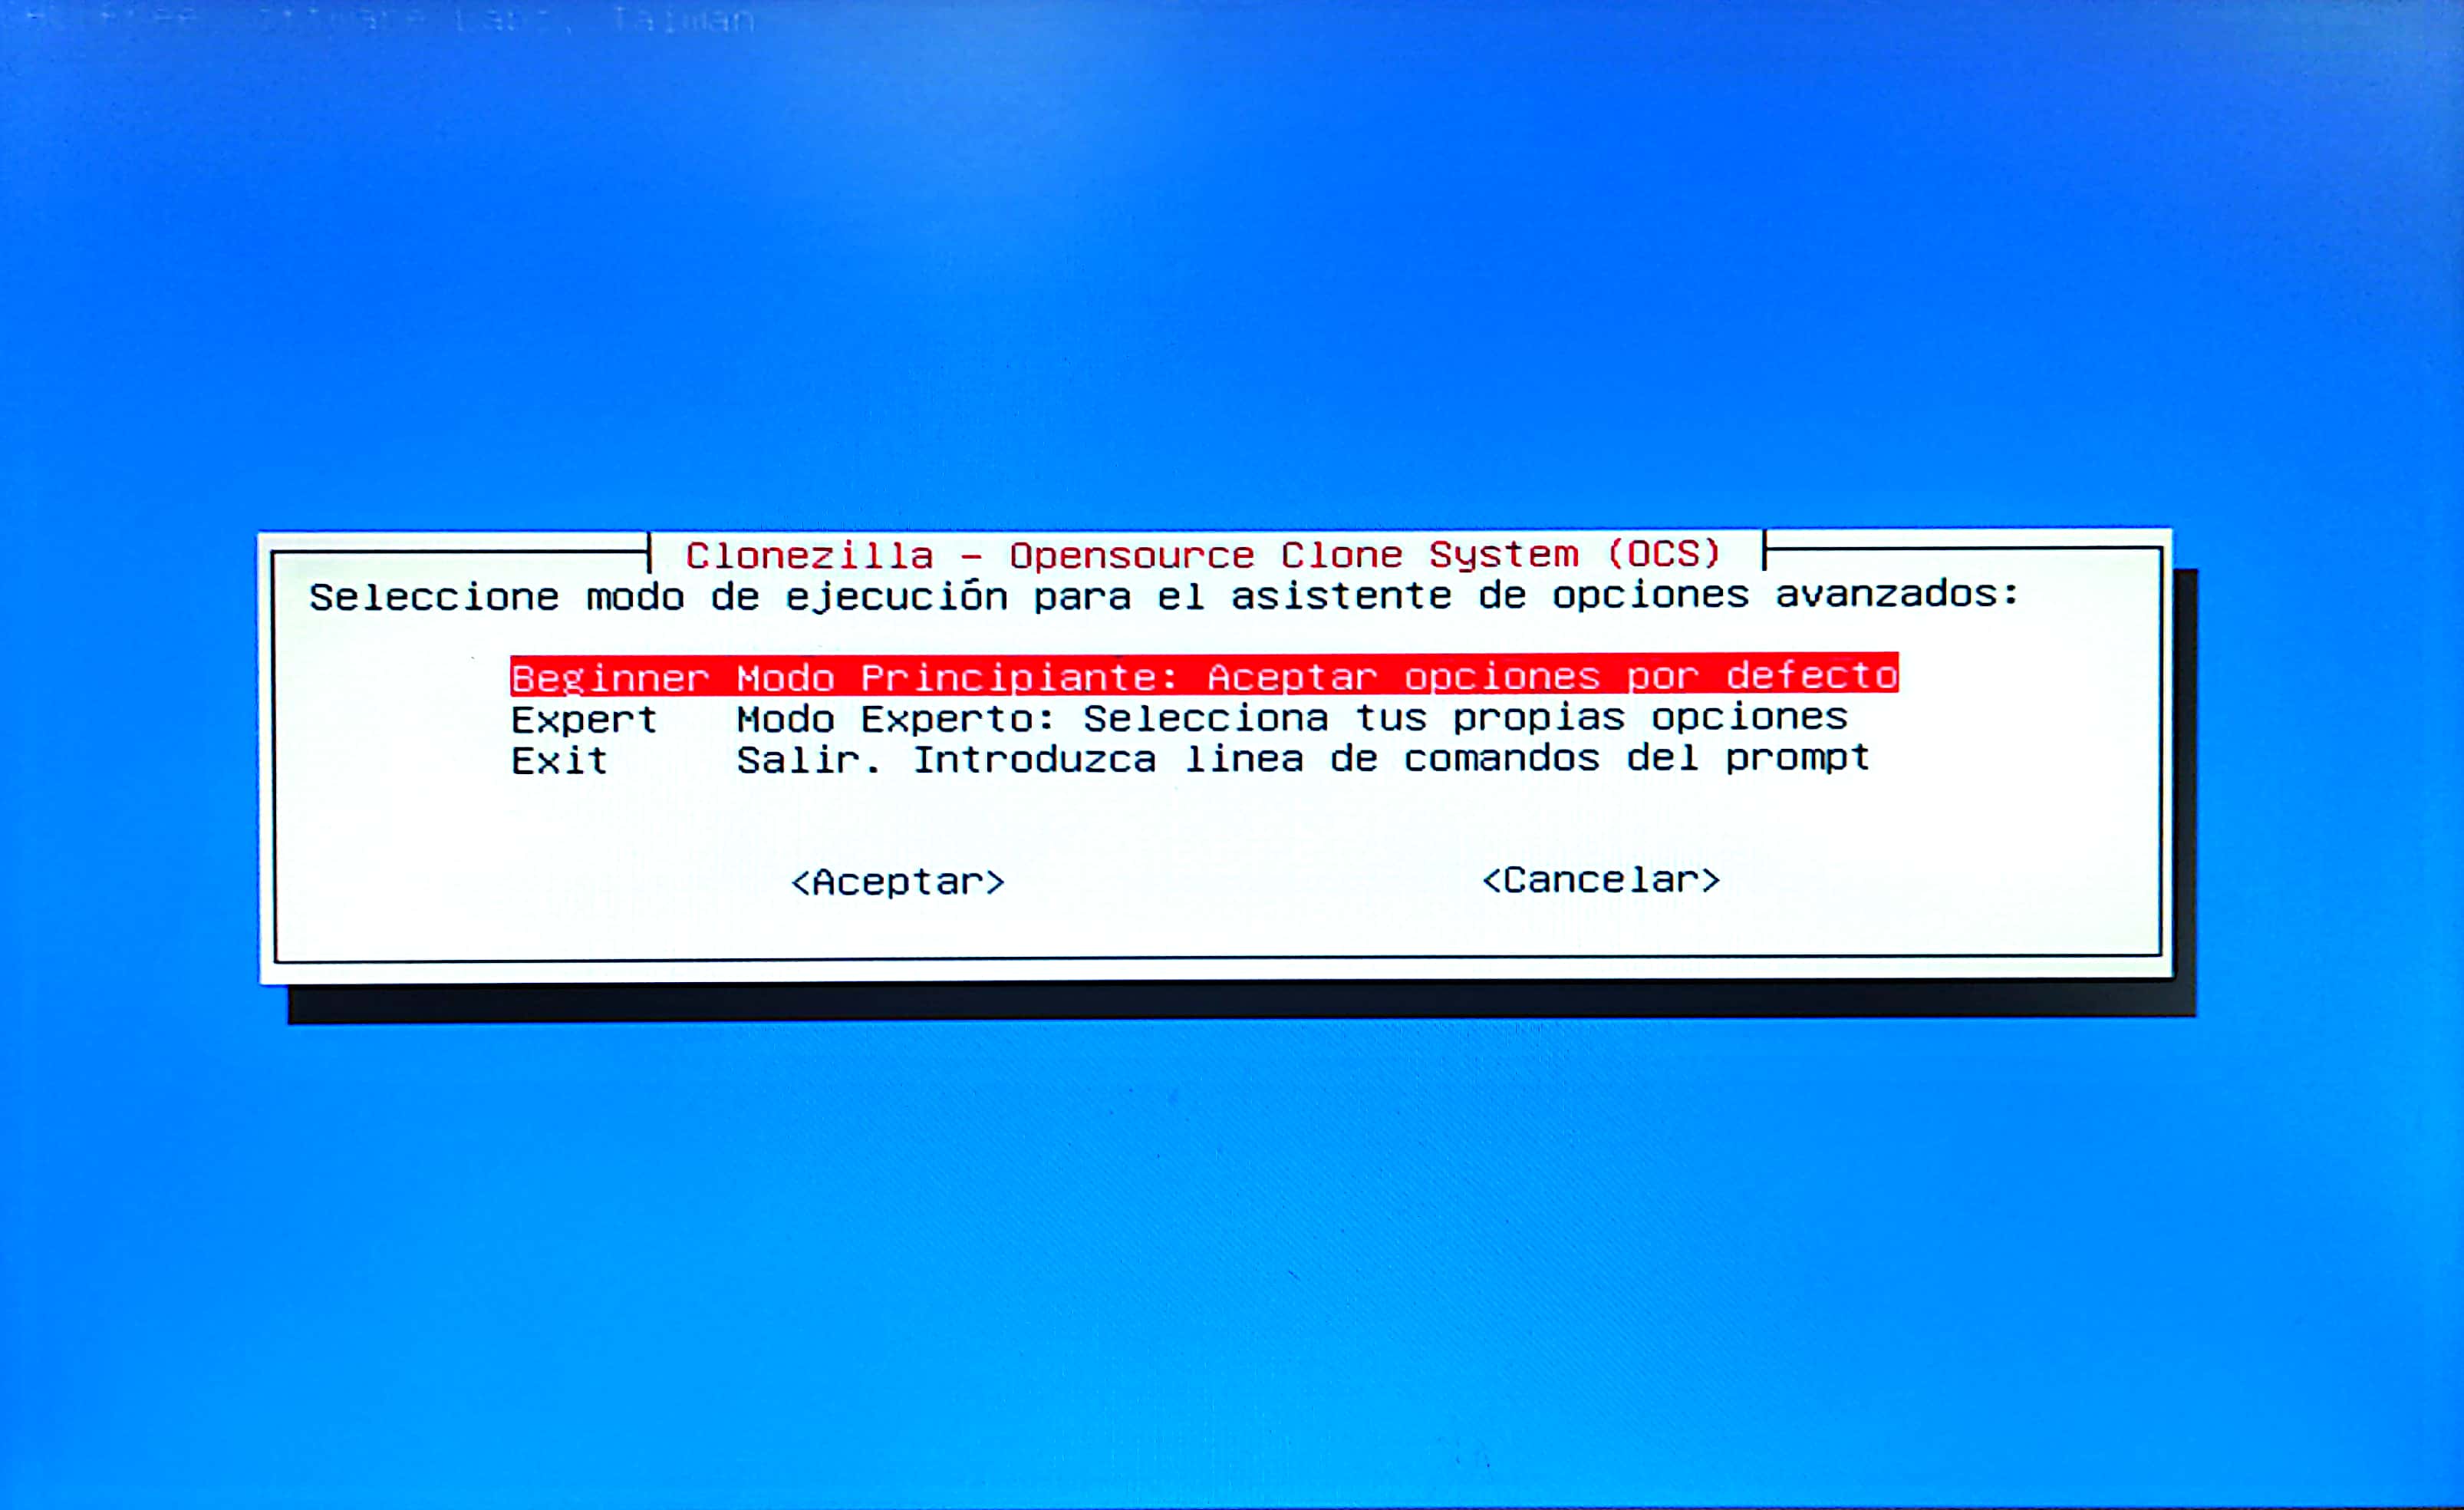 Labs, Taiwan
Clonezilla - Opensource Clone System (OCS)
Seleccione modo de ejecución para el asistente de opciones avanzados:
Beginner Modo Principiante: Aceptar opciones por defecto
Expert Modo Experto: Selecciona tus propias opciones
Exit Salir. Introduzca linea de comandos del prompt
<Aceptar> <Cancelar>